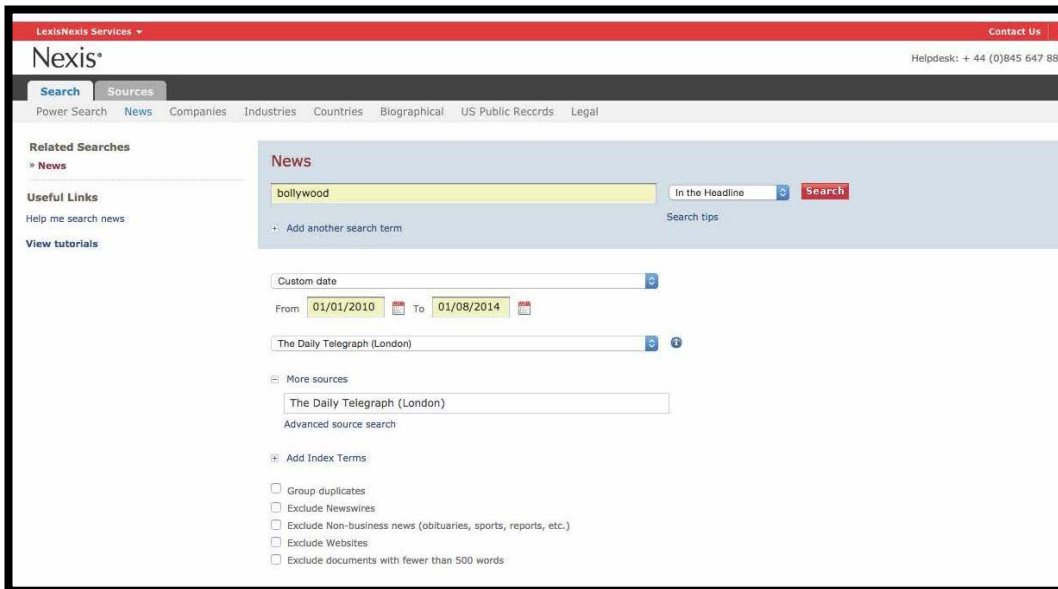 LexisNexis Services Contact Us
Nexis® Helpdesk: + 44 (0)845 647 88
Search Sources
Power Search News Companies Industries Countries Biographical US Public Records Legal
Related Searches
» News
Useful Links
Help me search news
View tutorials
News
bollywood In the Headline Search
Search tips
Add another search term
Custom date
From 01/01/2010 To 01/08/2014
The Daily Telegraph (London)
More sources
The Daily Telegraph (London)
Advanced source search
Add Index Terms
Group duplicates
Exclude Newswires
Exclude Non-business news (obituaries, sports, reports, etc.)
Exclude Websites
Exclude documents with fewer than 500 words